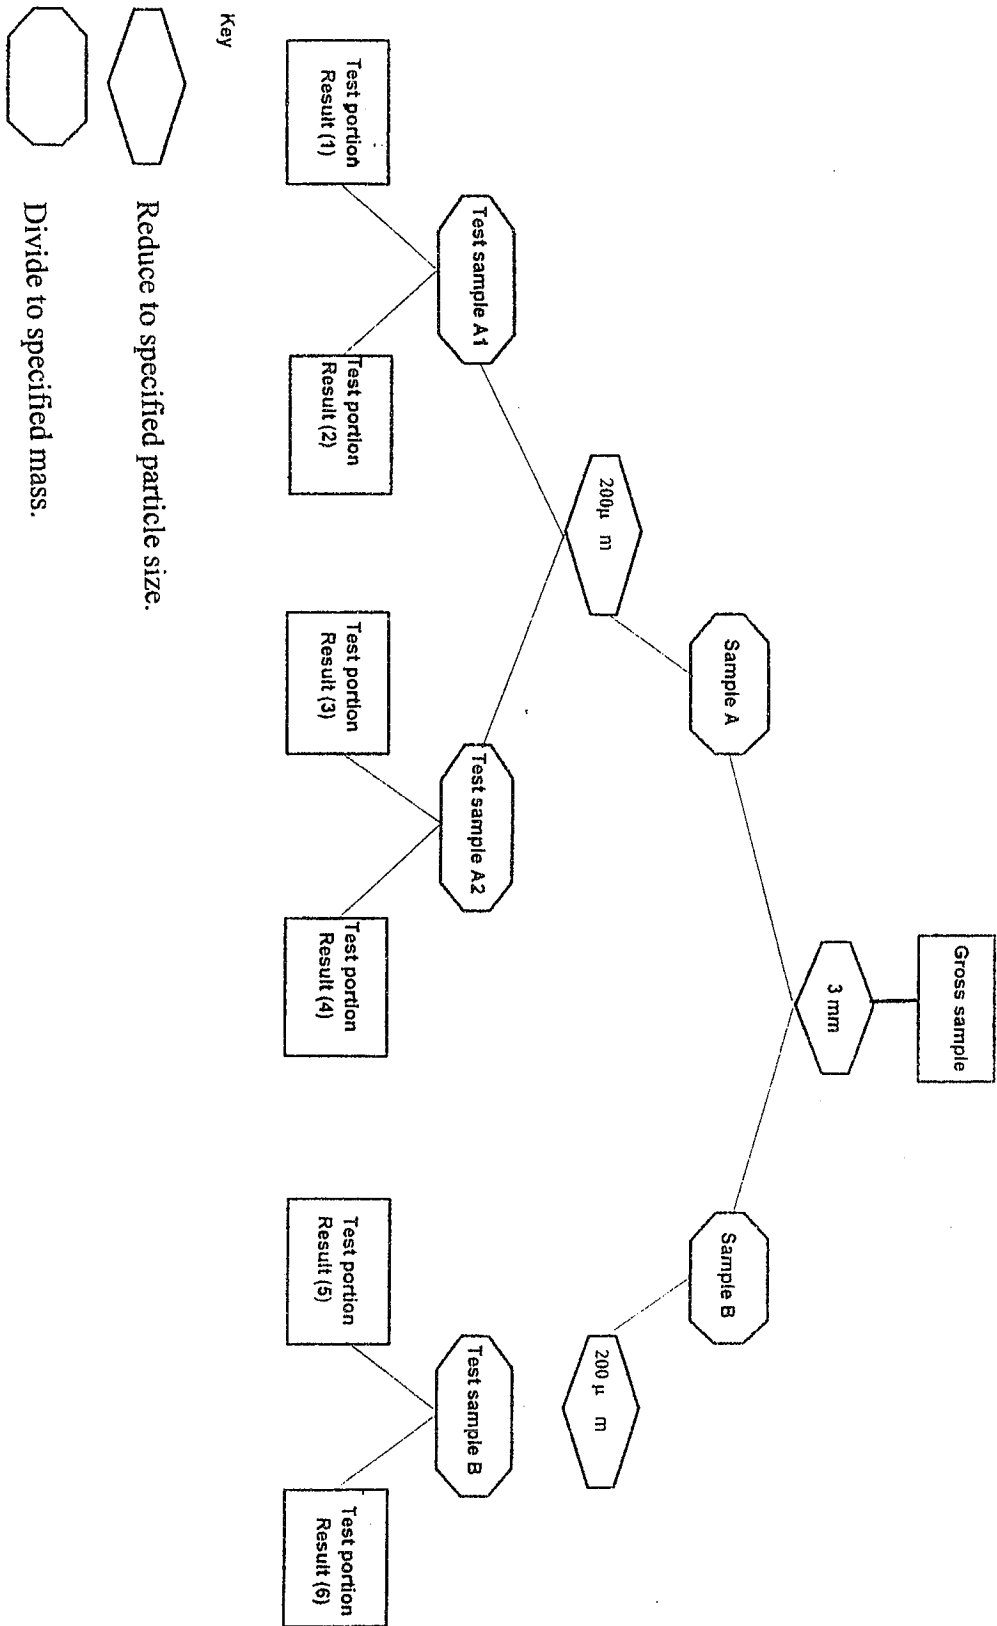 Gross sample
3 mm
Sample A
Sample B
200μ m
200 μ m
Test sample A1
Test sample A2
Test sample B
Test portion
Result (1)
Test portion
Result (2)
Test portion
Result (3)
Test portion
Result (4)
Test portion
Result (5)
Test portion
Result (6)
Key
Reduce to specified particle size.
Divide to specified mass.